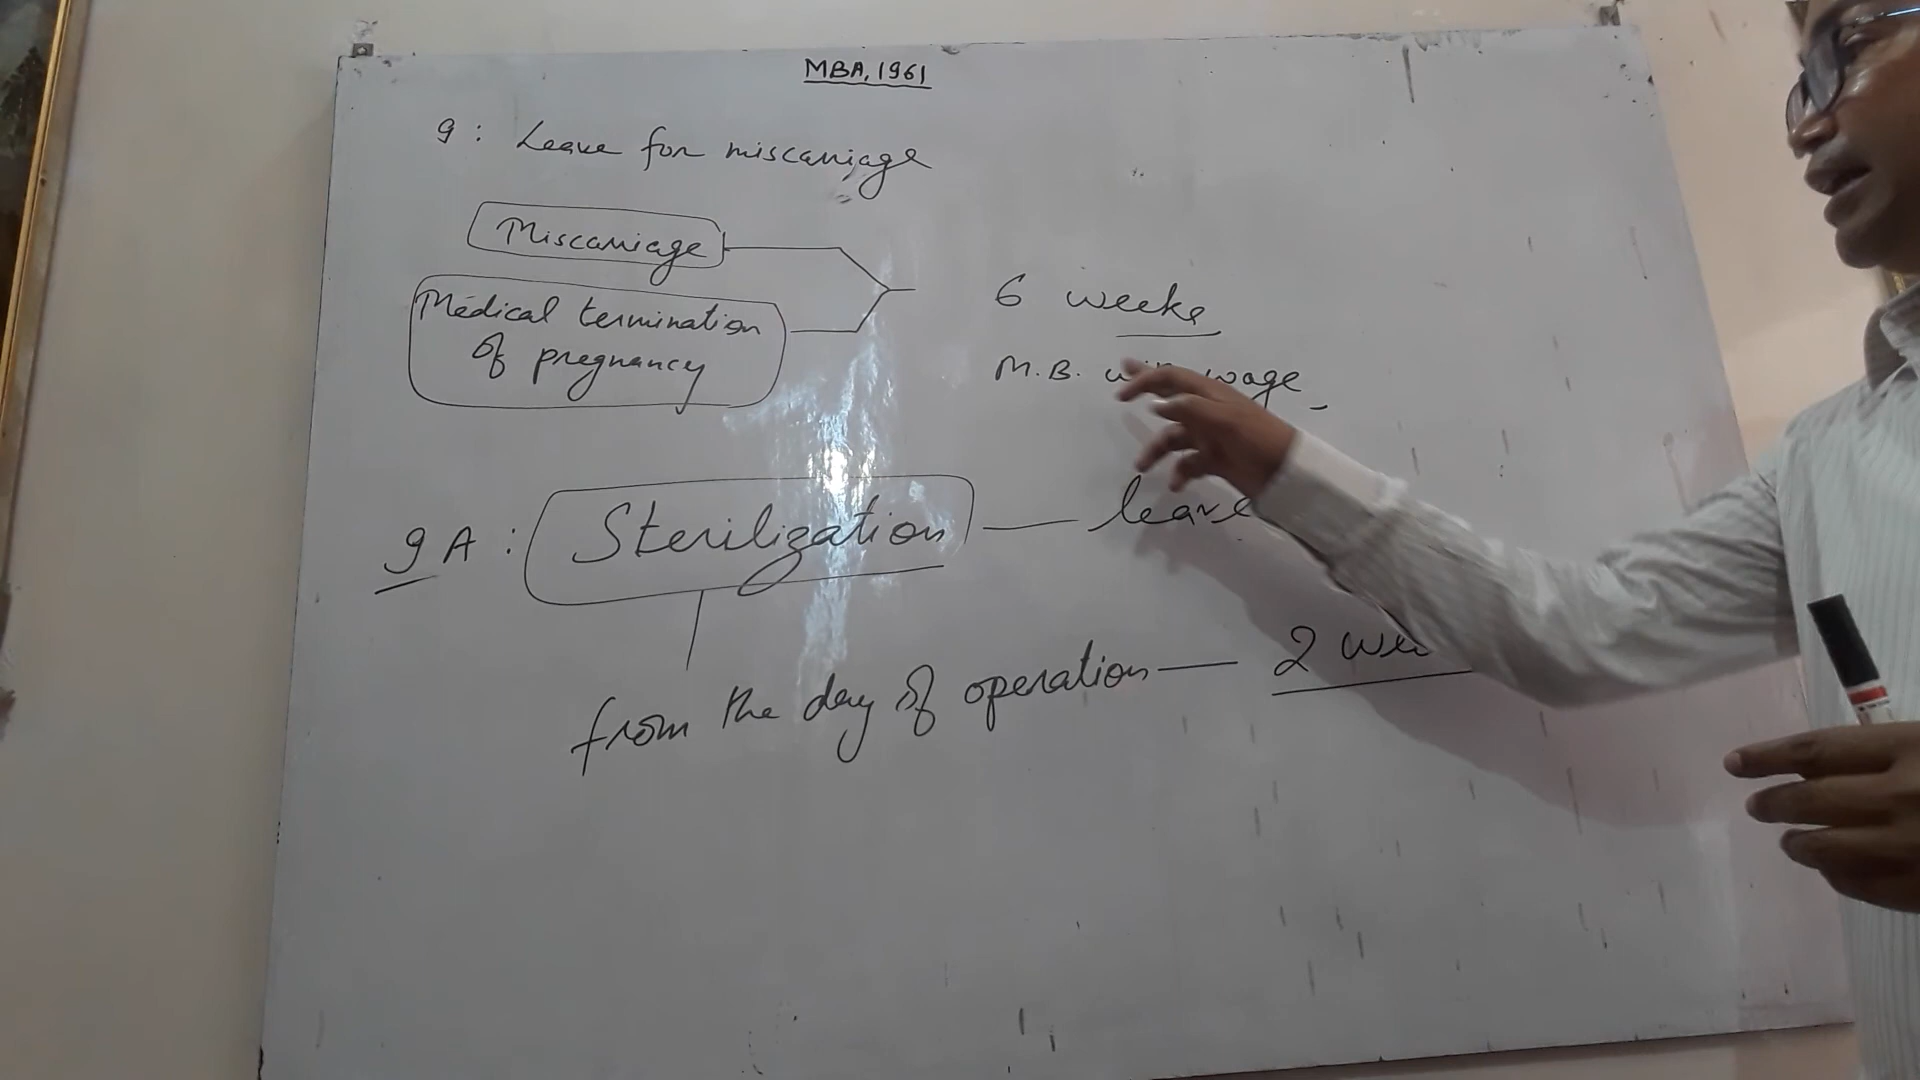 MBA, 1961
9 : Leave for miscarriage
Miscarriage
Medical termination
of pregnancy
6 weeks
M.B. with wage
9A : Sterilization — leave
from the day of operation — 2